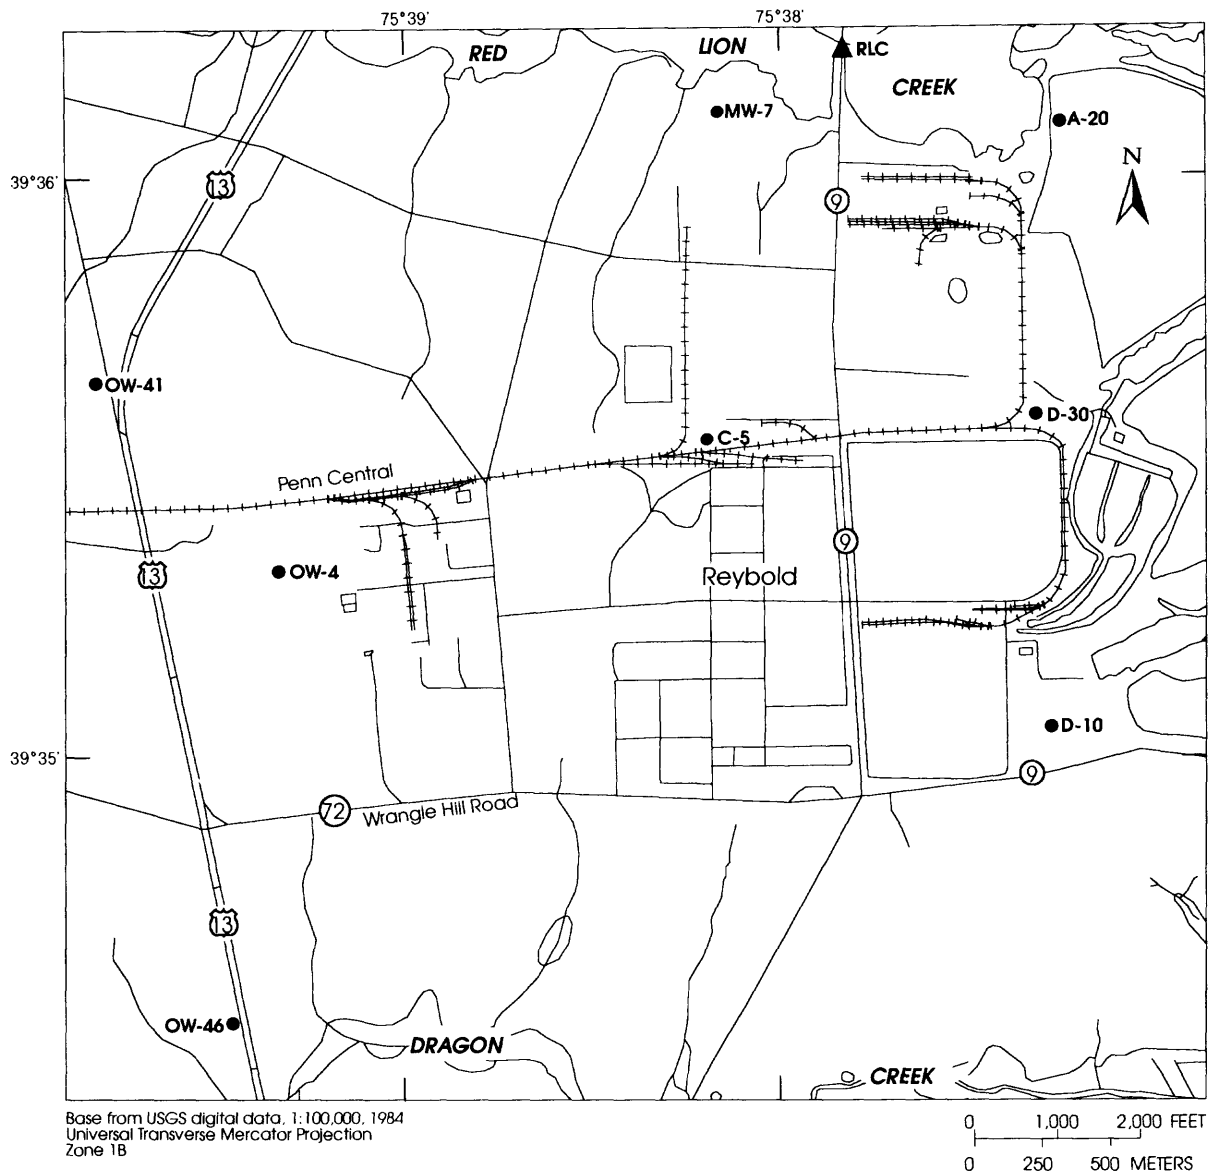 75°39'
75°38'
RED
LION
CREEK
RLC
MW-7
A-20
N
39°36'
13
9
OW-41
C-5
D-30
Penn Central
9
13
OW-4
Reybold
D-10
39°35'
9
72
Wrangle Hill Road
13
OW-46
DRAGON
CREEK
Base from USGS digital data, 1:100,000, 1984
Universal Transverse Mercator Projection
Zone 1B
0 1,000 2,000 FEET
0 250 500 METERS